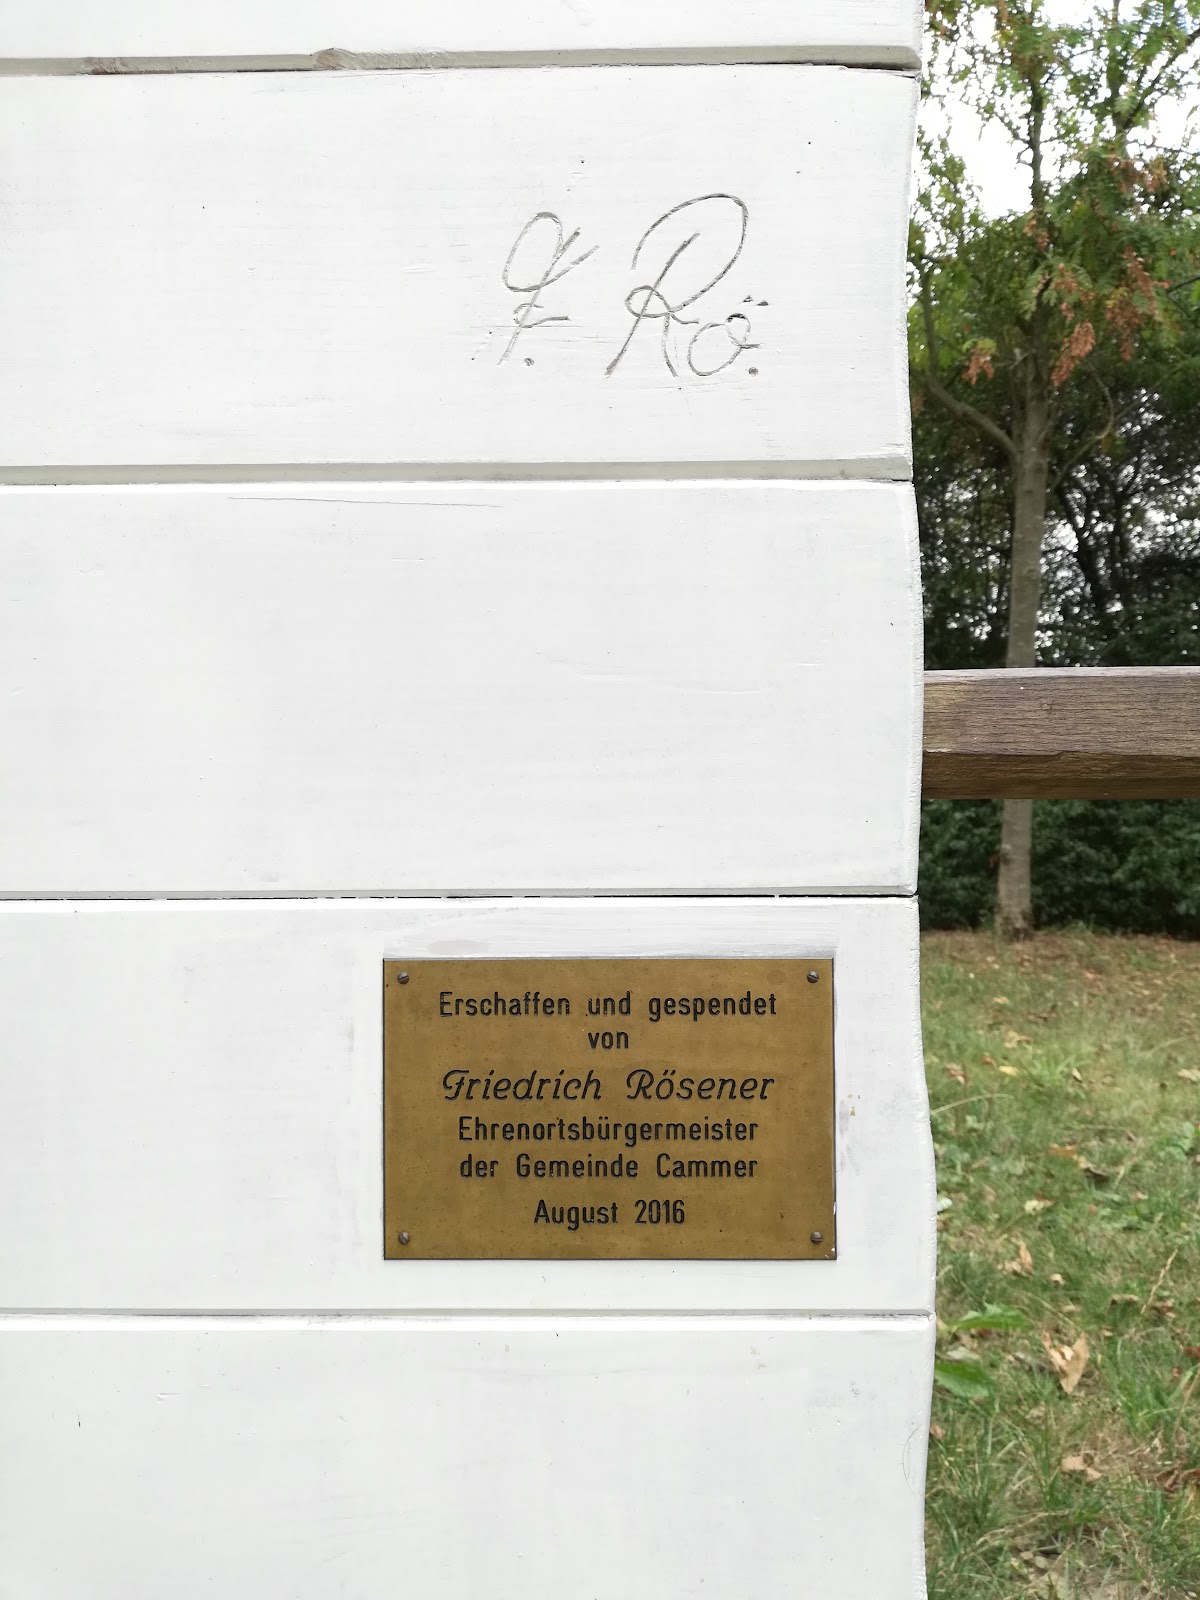 F. Rö.
Erschaffen und gespendet
von
Friedrich Rösener
Ehrenortsbürgermeister
der Gemeinde Cammer
August 2016